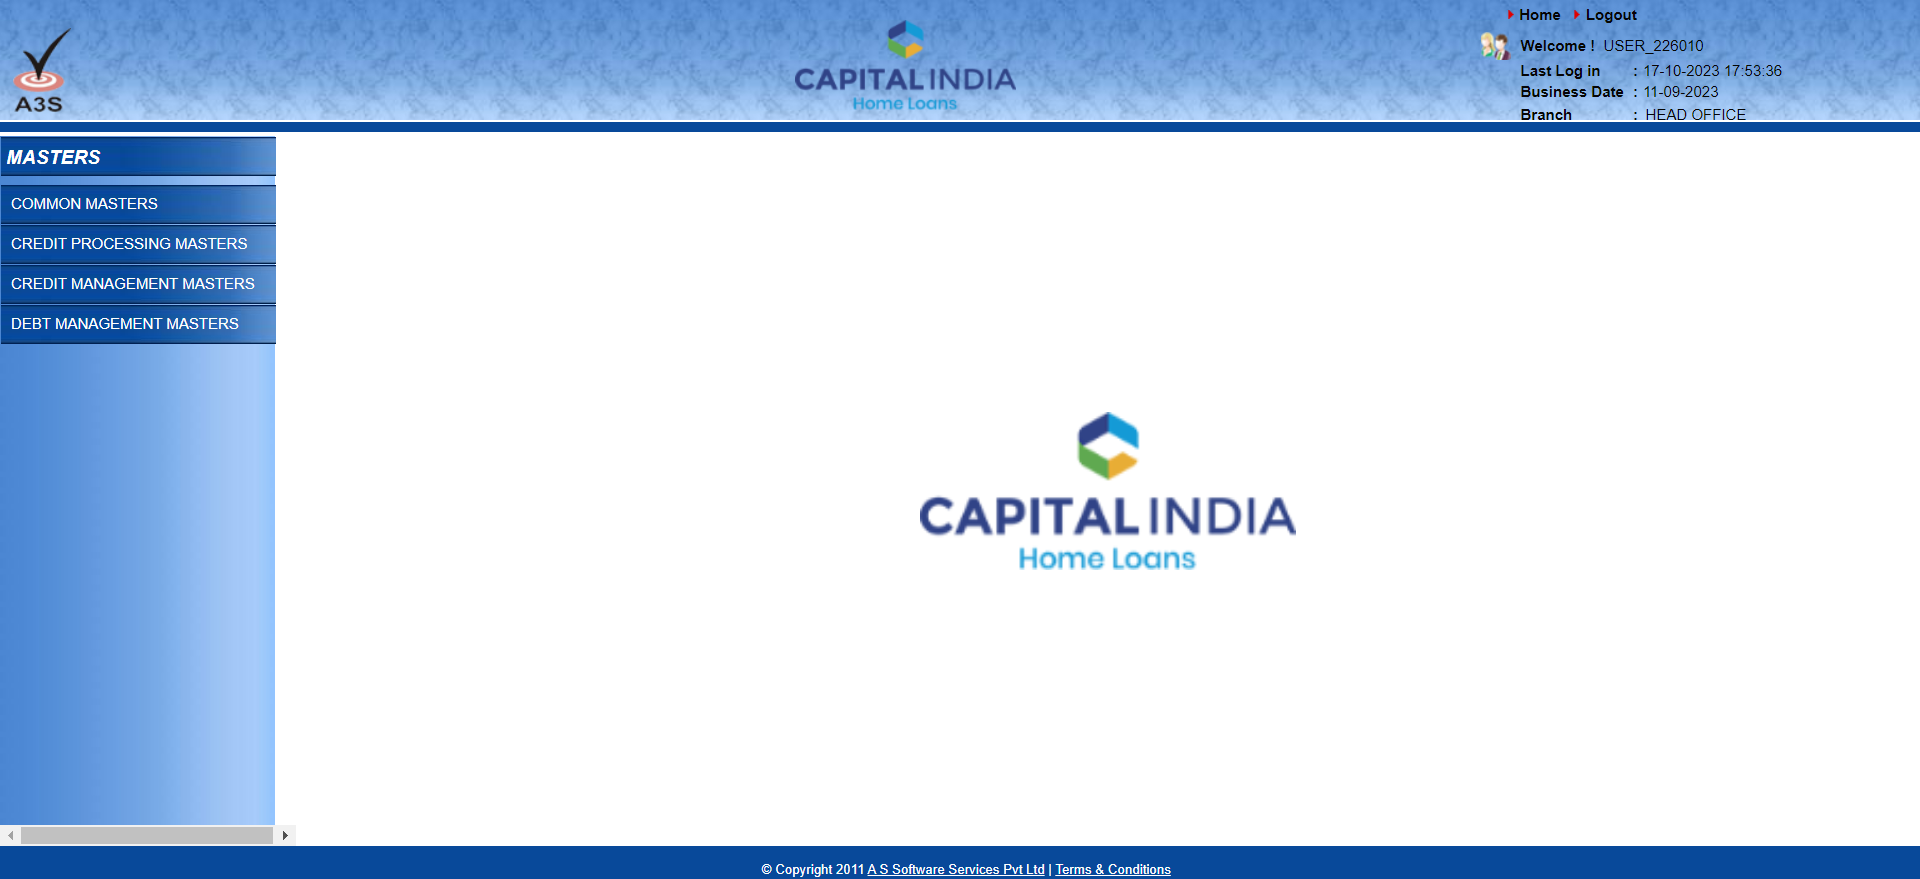 Home Logout
A3S
CAPITAL INDIA
Home Loans
Welcome ! USER_226010
Last Log in : 17-10-2023 17:53:36
Business Date : 11-09-2023
Branch : HEAD OFFICE
MASTERS
COMMON MASTERS
CREDIT PROCESSING MASTERS
CREDIT MANAGEMENT MASTERS
DEBT MANAGEMENT MASTERS
CAPITAL INDIA
Home Loans
© Copyright 2011 A S Software Services Pvt Ltd | Terms & Conditions